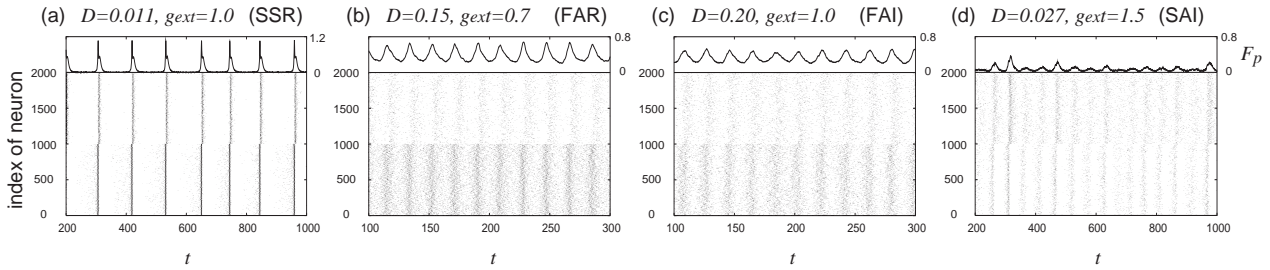 (a) D=0.011, gext=1.0 (SSR)
(b) D=0.15, gext=0.7 (FAR)
(c) D=0.20, gext=1.0 (FAI)
(d) D=0.027, gext=1.5 (SAI)
1.2
0
0.8
0
0.8
0
0.8
0
Fp
index of neuron
2000
1500
1000
500
0
2000
1500
1000
500
0
2000
1500
1000
500
0
2000
1500
1000
500
0
200 400 600 800 1000
100 150 200 250 300
100 150 200 250 300
200 400 600 800 1000
t
t
t
t